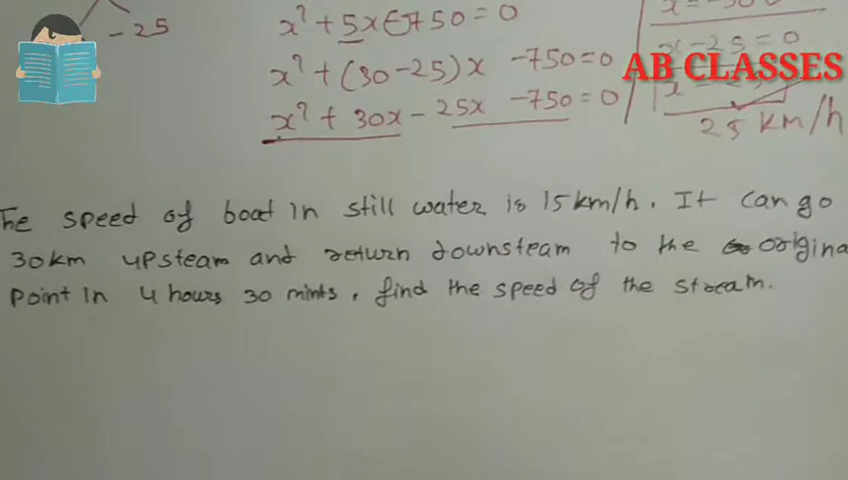 -25
x² + 5x - 750 = 0
x² + (30-25)x -750=0
x² + 30x - 25x -750 = 0
x-25 = 0
AB CLASSES
25 KM/h
The speed of boat in still water is 15km/h. It can go
30km upsteam and return downsteam to the origina
point in 4 hours 30 mints, find the speed of the stream.